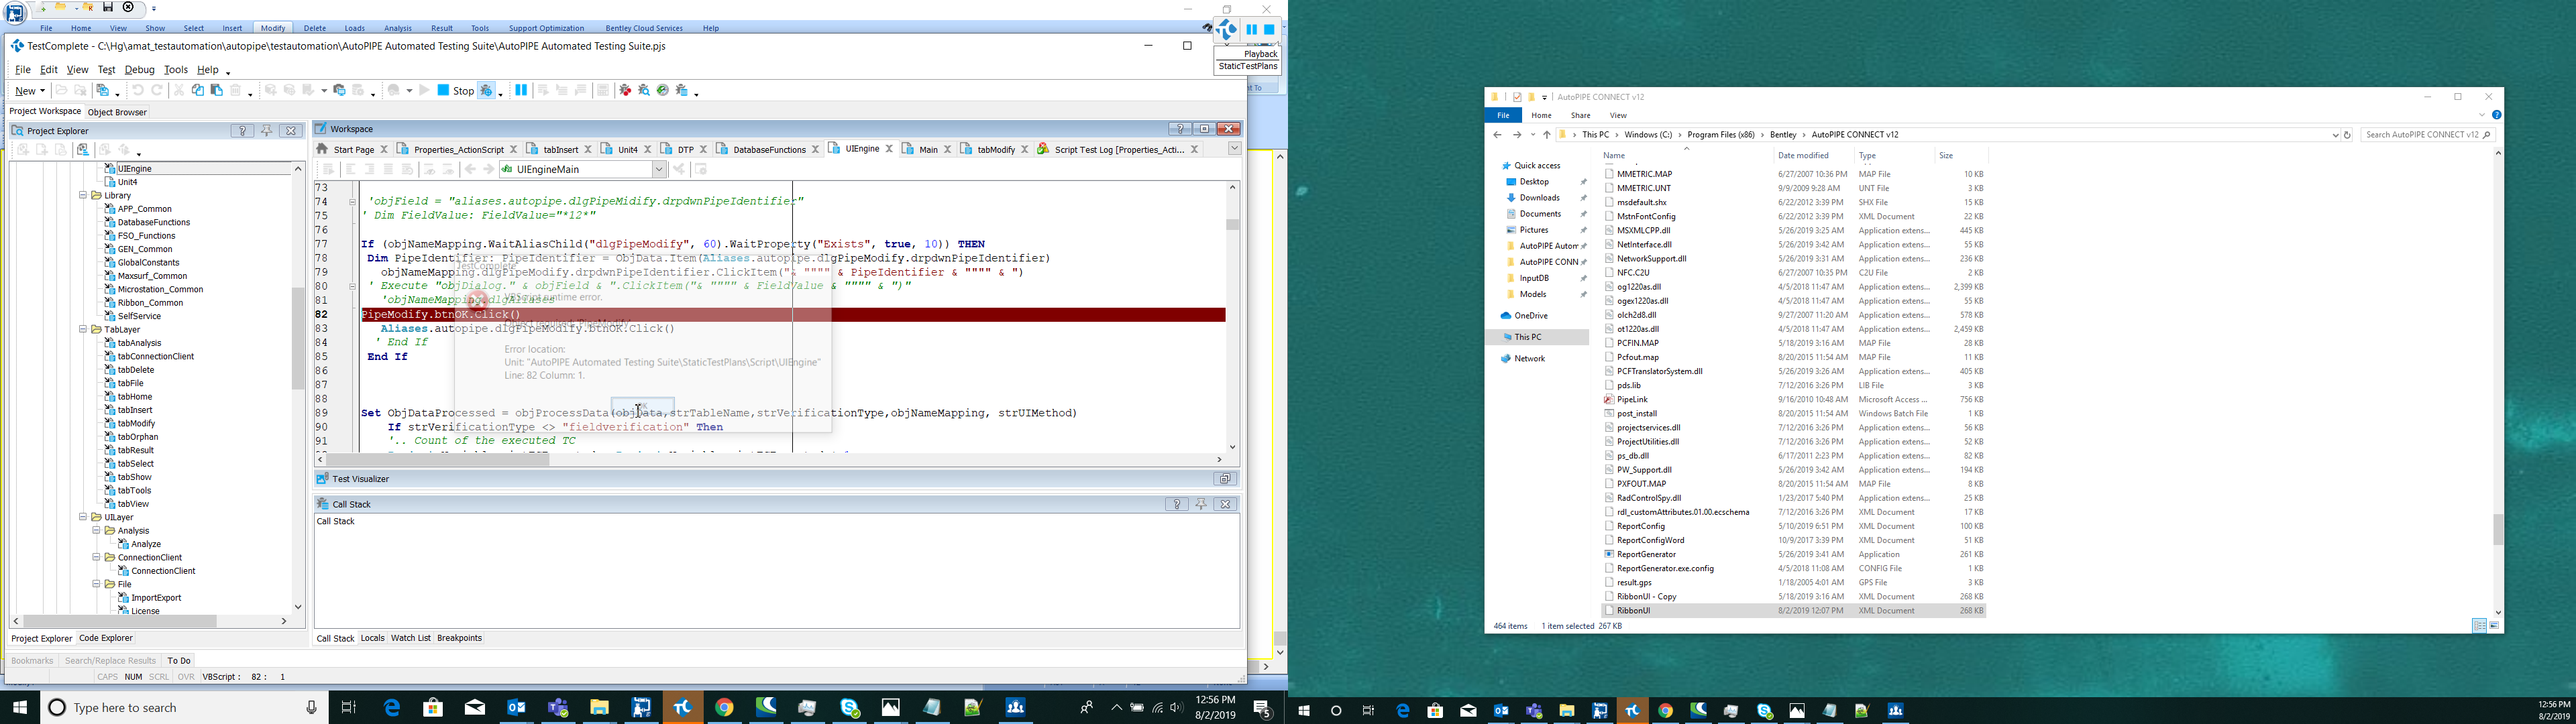 File Home Draw Show Select Insert Modify Delete Loads Analysis Result Tools Support Optimization Bentley Cloud Services Help
TestComplete - C:\Hg\amat_testautomation\autopipe\testautomation\AutoPIPE Automated Testing Suite\AutoPIPE Automated Testing Suite.pjs
Playback
StaticTestPlans
File Edit View Test Debug Tools Help
New Stop
Project Workspace Object Browser
Project Explorer
UIEngine
Unit4
Library
APP_Common
DatabaseFunctions
FSO_Functions
GEN_Common
GlobalConstants
Maxsurf_Common
Microstation_Common
Ribbon_Common
SelfService
TabLayer
tabAnalysis
tabConnectionClient
tabDelete
tabFile
tabHome
tabInsert
tabModify
tabOrphan
tabResult
tabSelect
tabShow
tabTools
tabView
UILayer
Analysis
Analyze
ConnectionClient
ConnectionClient
File
ImportExport
License
Project Explorer Code Explorer
Workspace
Start Page Properties_ActionScript tabInsert Unit4 DTP DatabaseFunctions UIEngine Main tabModify Script Test Log [Properties_Acti...
UIEngineMain
73
74 'objField = "aliases.autopipe.dlgPipeMidify.drpdwnPipeIdentifier"
75 ' Dim FieldValue: FieldValue="*12*"
76
77 If (objNameMapping.WaitAliasChild("dlgPipeModify", 60).WaitProperty("Exists", true, 10)) THEN
78 Dim PipeIdentifier: PipeIdentifier = ObjData.Item(Aliases.autopipe.dlgPipeModify.drpdwnPipeIdentifier)
79 objNameMapping.dlgPipeModify.drpdwnPipeIdentifier.ClickItem("& """" & PipeIdentifier & """" & ")
80 ' Execute "objDialog." & objField & ".ClickItem("& """" & FieldValue & """" & ")"
81 'objNameMapping.dlgAliases
82 PipeModify.btnOK.Click()
83 Aliases.autopipe.dlgPipeModify.btnOK.Click()
84 ' End If
85 End If
86
87
88
89 Set ObjDataProcessed = objProcessData(objData,strTableName,strVerificationType,objNameMapping, strUIMethod)
90 If strVerificationType <> "fieldverification" Then
91 '.. Count of the executed TC
TestComplete
VBScript runtime error.
Object required: 'PipeModify'
Error location:
Unit: "AutoPIPE Automated Testing Suite\StaticTestPlans\Script\UIEngine"
Line: 82 Column: 1.
Test Visualizer
Call Stack
Call Stack
Call Stack Locals Watch List Breakpoints
Bookmarks Search/Replace Results To Do
CAPS NUM SCRL OVR VBScript : 82 : 1
Type here to search
12:56 PM
8/2/2019
5
AutoPIPE CONNECT v12
File Home Share View
This PC Windows (C:) Program Files (x86) Bentley AutoPIPE CONNECT v12
Search AutoPIPE CONNECT v12
Quick access
Desktop
Downloads
Documents
Pictures
AutoPIPE Autom
AutoPIPE CONN
InputDB
Models
OneDrive
This PC
Network
Name Date modified Type Size
MMETRIC.MAP 6/27/2007 10:36 PM MAP File 10 KB
MMETRIC.UNT 9/9/2009 9:28 AM UNT File 3 KB
msdefault.shx 6/22/2012 3:39 PM SHX File 15 KB
MstnFontConfig 6/22/2012 3:39 PM XML Document 22 KB
MSXMLCPP.dll 5/26/2019 3:25 AM Application extens... 445 KB
NetInterface.dll 5/26/2019 3:42 AM Application extens... 55 KB
NetworkSupport.dll 5/26/2019 3:31 AM Application extens... 236 KB
NFC.C2U 6/27/2007 10:35 PM C2U File 2 KB
og1220as.dll 4/5/2018 11:47 AM Application extens... 2,399 KB
ogex1220as.dll 4/5/2018 11:47 AM Application extens... 55 KB
olch2d8.dll 9/27/2007 11:20 AM Application extens... 578 KB
ot1220as.dll 4/5/2018 11:47 AM Application extens... 2,459 KB
PCFIN.MAP 5/18/2019 3:16 AM MAP File 28 KB
Pcfout.map 8/20/2015 11:54 AM MAP File 11 KB
PCFTranslatorSystem.dll 5/26/2019 3:26 AM Application extens... 405 KB
pds.lib 7/12/2016 3:26 PM LIB File 3 KB
PipeLink 9/16/2010 10:48 AM Microsoft Access ... 756 KB
post_install 8/20/2015 11:54 AM Windows Batch File 1 KB
projectservices.dll 7/12/2016 3:26 PM Application extens... 56 KB
ProjectUtilities.dll 7/12/2016 3:26 PM Application extens... 52 KB
ps_db.dll 6/17/2011 2:23 PM Application extens... 82 KB
PW_Support.dll 5/26/2019 3:42 AM Application extens... 194 KB
PXFOUT.MAP 8/20/2015 11:54 AM MAP File 8 KB
RadControlSpy.dll 1/23/2017 5:40 PM Application extens... 25 KB
rdl_customAttributes.01.00.ecschema 7/12/2016 3:26 PM XML Document 17 KB
ReportConfig 5/10/2019 6:51 PM XML Document 100 KB
ReportConfigWord 10/9/2017 3:39 PM XML Document 51 KB
ReportGenerator 5/26/2019 3:41 AM Application 261 KB
ReportGenerator.exe.config 4/5/2018 11:08 AM CONFIG File 1 KB
result.gps 1/18/2005 4:01 AM GPS File 3 KB
RibbonUI - Copy 5/18/2019 3:16 AM XML Document 268 KB
RibbonUI 8/2/2019 12:07 PM XML Document 268 KB
464 items 1 item selected 267 KB
12:56 PM
8/2/2019